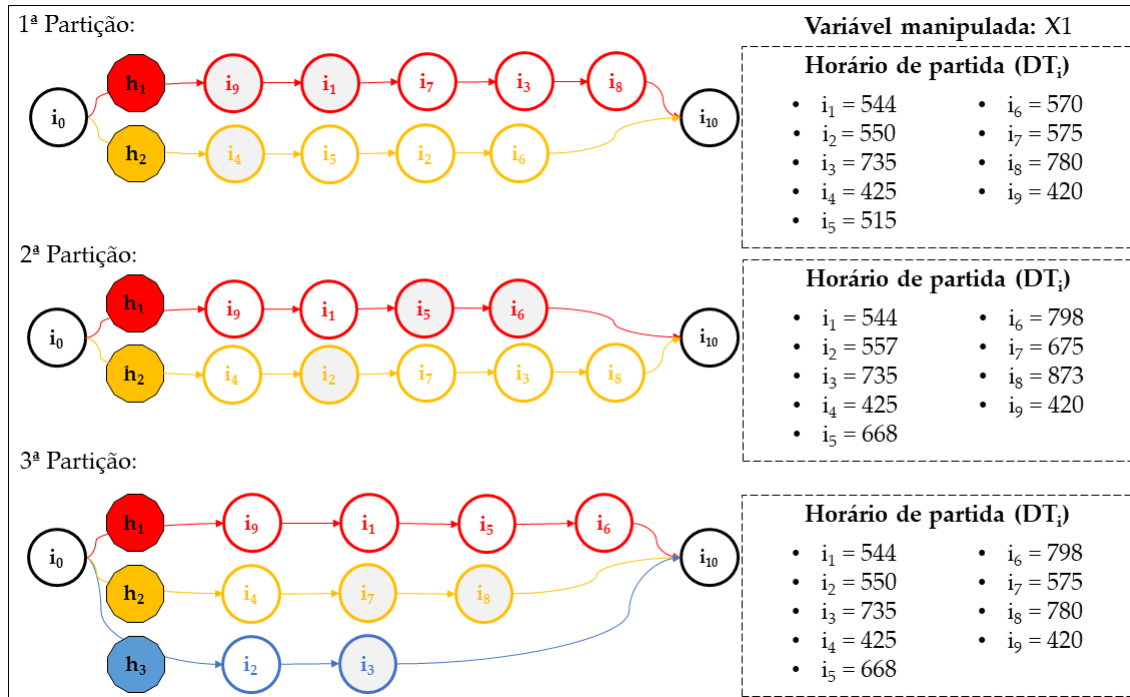 1ª Partição:
Variável manipulada: X1
i₀
h₁ i₉ i₁ i₇ i₃ i₈
h₂ i₄ i₅ i₂ i₆
i₁₀
Horário de partida (DTᵢ)
• i₁ = 544 • i₆ = 570
• i₂ = 550 • i₇ = 575
• i₃ = 735 • i₈ = 780
• i₄ = 425 • i₉ = 420
• i₅ = 515
2ª Partição:
i₀
h₁ i₉ i₁ i₅ i₆
h₂ i₄ i₂ i₇ i₃ i₈
i₁₀
Horário de partida (DTᵢ)
• i₁ = 544 • i₆ = 798
• i₂ = 557 • i₇ = 675
• i₃ = 735 • i₈ = 873
• i₄ = 425 • i₉ = 420
• i₅ = 668
3ª Partição:
i₀
h₁ i₉ i₁ i₅ i₆
h₂ i₄ i₇ i₈
h₃ i₂ i₃
i₁₀
Horário de partida (DTᵢ)
• i₁ = 544 • i₆ = 798
• i₂ = 550 • i₇ = 575
• i₃ = 735 • i₈ = 780
• i₄ = 425 • i₉ = 420
• i₅ = 668